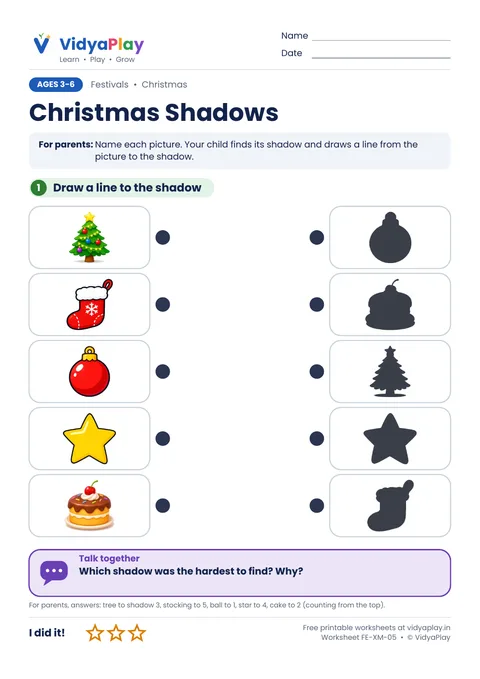 VidyaPlay
Learn • Play • Grow
Name
Date
AGES 3–6
Festivals • Christmas
Christmas Shadows
For parents: Name each picture. Your child finds its shadow and draws a line from the
picture to the shadow.
1 Draw a line to the shadow
Talk together
Which shadow was the hardest to find? Why?
For parents, answers: tree to shadow 3, stocking to 5, ball to 1, star to 4, cake to 2 (counting from the top).
I did it!
Free printable worksheets at vidyaplay.in
Worksheet FE-XM-05 • © VidyaPlay